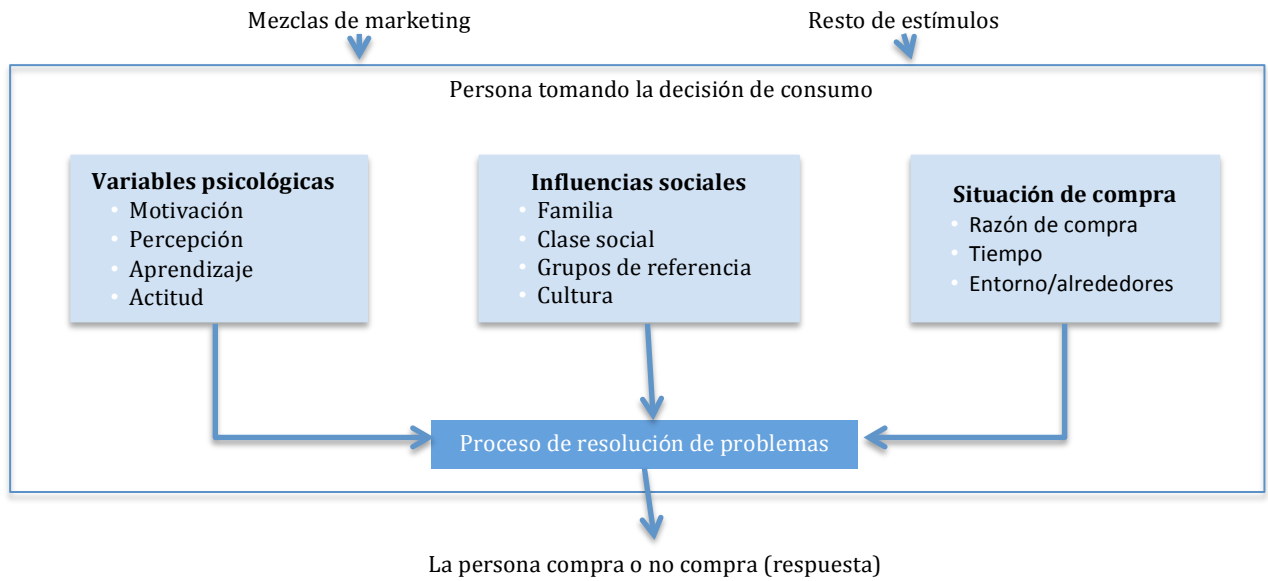 Mezclas de marketing
Resto de estímulos
Persona tomando la decisión de consumo
Variables psicológicas
• Motivación
• Percepción
• Aprendizaje
• Actitud
Influencias sociales
• Familia
• Clase social
• Grupos de referencia
• Cultura
Situación de compra
• Razón de compra
• Tiempo
• Entorno/alrededores
Proceso de resolución de problemas
La persona compra o no compra (respuesta)